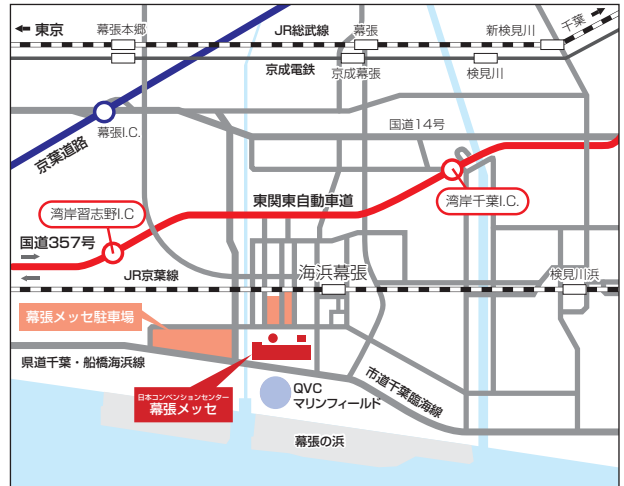 東京
幕張本郷
JR総武線
幕張
新検見川
千葉
京成電鉄
京成幕張
検見川
国道14号
幕張I.C.
京葉道路
東関東自動車道
湾岸千葉I.C.
湾岸習志野I.C
国道357号
JR京葉線
海浜幕張
検見川浜
幕張メッセ駐車場
県道千葉・船橋海浜線
市道千葉臨海線
日本コンベンションセンター
幕張メッセ
QVC
マリンフィールド
幕張の浜